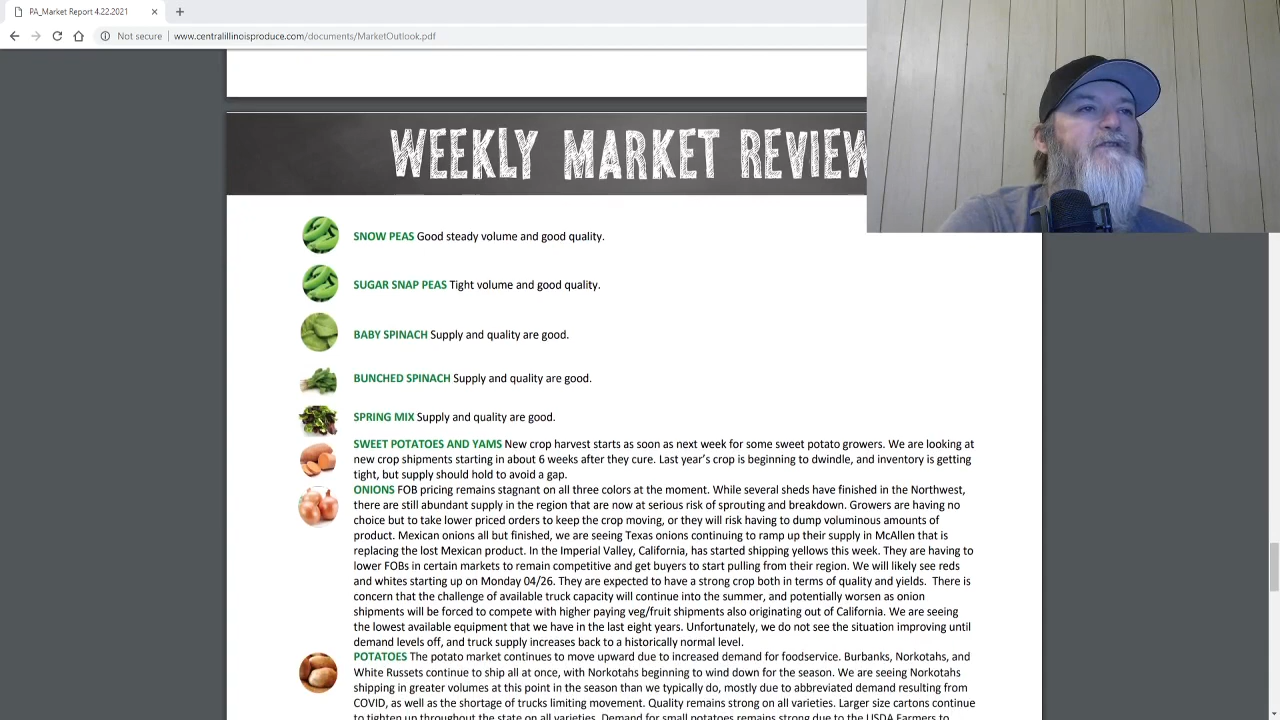 PA_Market Report 4.22.2021
Not secure | www.centralillinoisproduce.com/documents/MarketOutlook.pdf
WEEKLY MARKET REVIEW
SNOW PEAS Good steady volume and good quality.
SUGAR SNAP PEAS Tight volume and good quality.
BABY SPINACH Supply and quality are good.
BUNCHED SPINACH Supply and quality are good.
SPRING MIX Supply and quality are good.
SWEET POTATOES AND YAMS New crop harvest starts as soon as next week for some sweet potato growers. We are looking at
new crop shipments starting in about 6 weeks after they cure. Last year's crop is beginning to dwindle, and inventory is getting
tight, but supply should hold to avoid a gap.
ONIONS FOB pricing remains stagnant on all three colors at the moment. While several sheds have finished in the Northwest,
there are still abundant supply in the region that are now at serious risk of sprouting and breakdown. Growers are having no
choice but to take lower priced orders to keep the crop moving, or they will risk having to dump voluminous amounts of
product. Mexican onions all but finished, we are seeing Texas onions continuing to ramp up their supply in McAllen that is
replacing the lost Mexican product. In the Imperial Valley, California, has started shipping yellows this week. They are having to
lower FOBs in certain markets to remain competitive and get buyers to start pulling from their region. We will likely see reds
and whites starting up on Monday 04/26. They are expected to have a strong crop both in terms of quality and yields. There is
concern that the challenge of available truck capacity will continue into the summer, and potentially worsen as onion
shipments will be forced to compete with higher paying veg/fruit shipments also originating out of California. We are seeing
the lowest available equipment that we have in the last eight years. Unfortunately, we do not see the situation improving until
demand levels off, and truck supply increases back to a historically normal level.
POTATOES The potato market continues to move upward due to increased demand for foodservice. Burbanks, Norkotahs, and
White Russets continue to ship all at once, with Norkotahs beginning to wind down for the season. We are seeing Norkotahs
shipping in greater volumes at this point in the season than we typically do, mostly due to abbreviated demand resulting from
COVID, as well as the shortage of trucks limiting movement. Quality remains strong on all varieties. Larger size cartons continue
to tighten up throughout the state on all varieties. Demand for small potatoes remains strong due to the USDA Farmers to